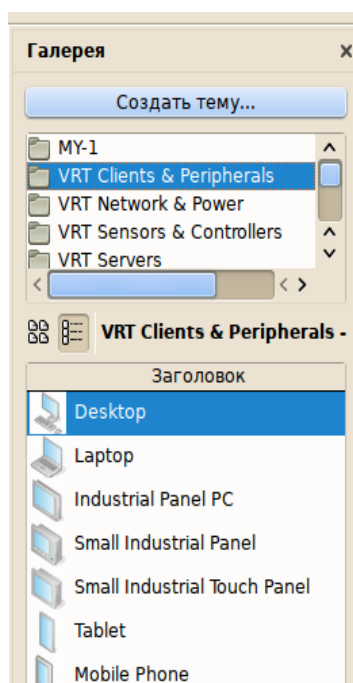 Галерея
Создать тему...
MY-1
VRT Clients & Peripherals
VRT Network & Power
VRT Sensors & Controllers
VRT Servers
VRT Clients & Peripherals -
Заголовок
Desktop
Laptop
Industrial Panel PC
Small Industrial Panel
Small Industrial Touch Panel
Tablet
Mobile Phone